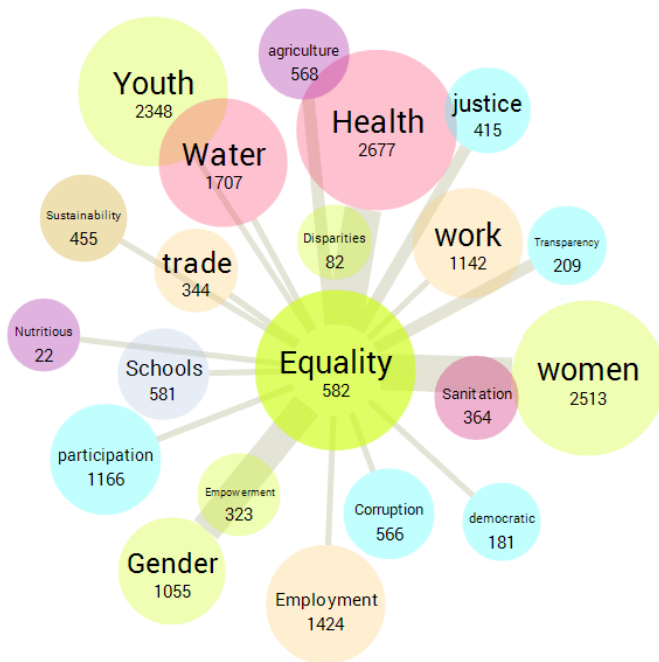 agriculture
568
Youth
2348
Health
2677
justice
415
Water
1707
Sustainability
455
Disparities
82
work
1142
Transparency
209
trade
344
Nutritious
22
Schools
581
Equality
582
women
2513
Sanitation
364
participation
1166
Empowerment
323
Corruption
566
democratic
181
Gender
1055
Employment
1424